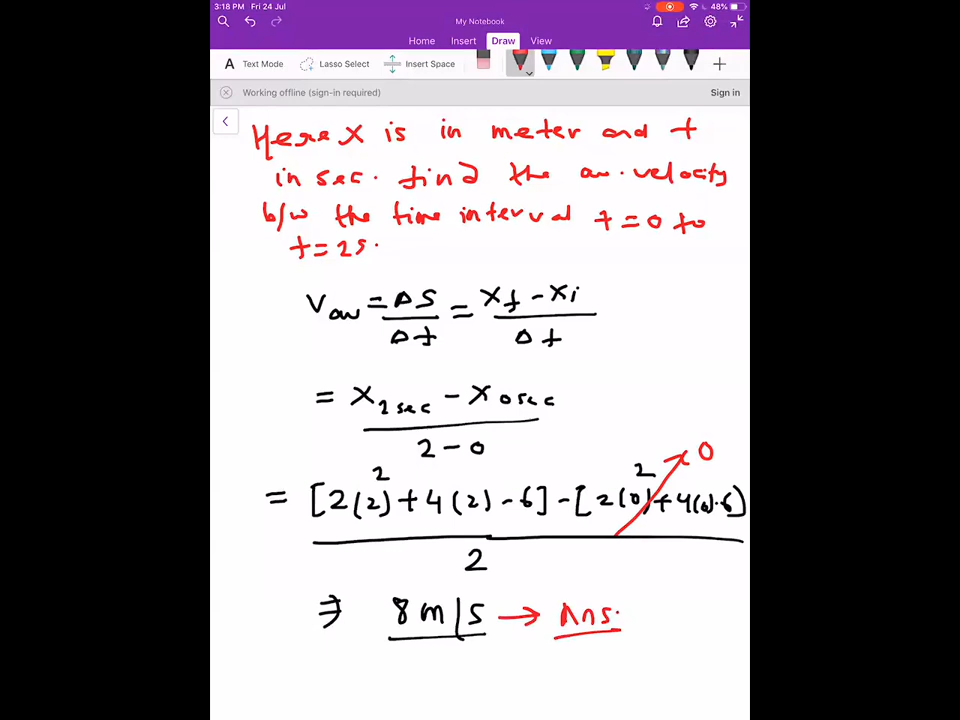 3:18 PM Fri 24 Jul
48%
My Notebook
Home Insert Draw View
A Text Mode Lasso Select Insert Space
Working offline (sign-in required) Sign in
Here X is in meter and t
in sec. find the av. velocity
b/w the time interval t = 0 to
t = 2s.
Vav = ΔS/Δt = (Xf - Xi)/Δt
= (X2sec - X0sec)/(2 - 0)
= ([2(2)²+4(2)-6] - [2(0)²+4(0)-6])/2 → 0
⇒ 8m/s → Ans.